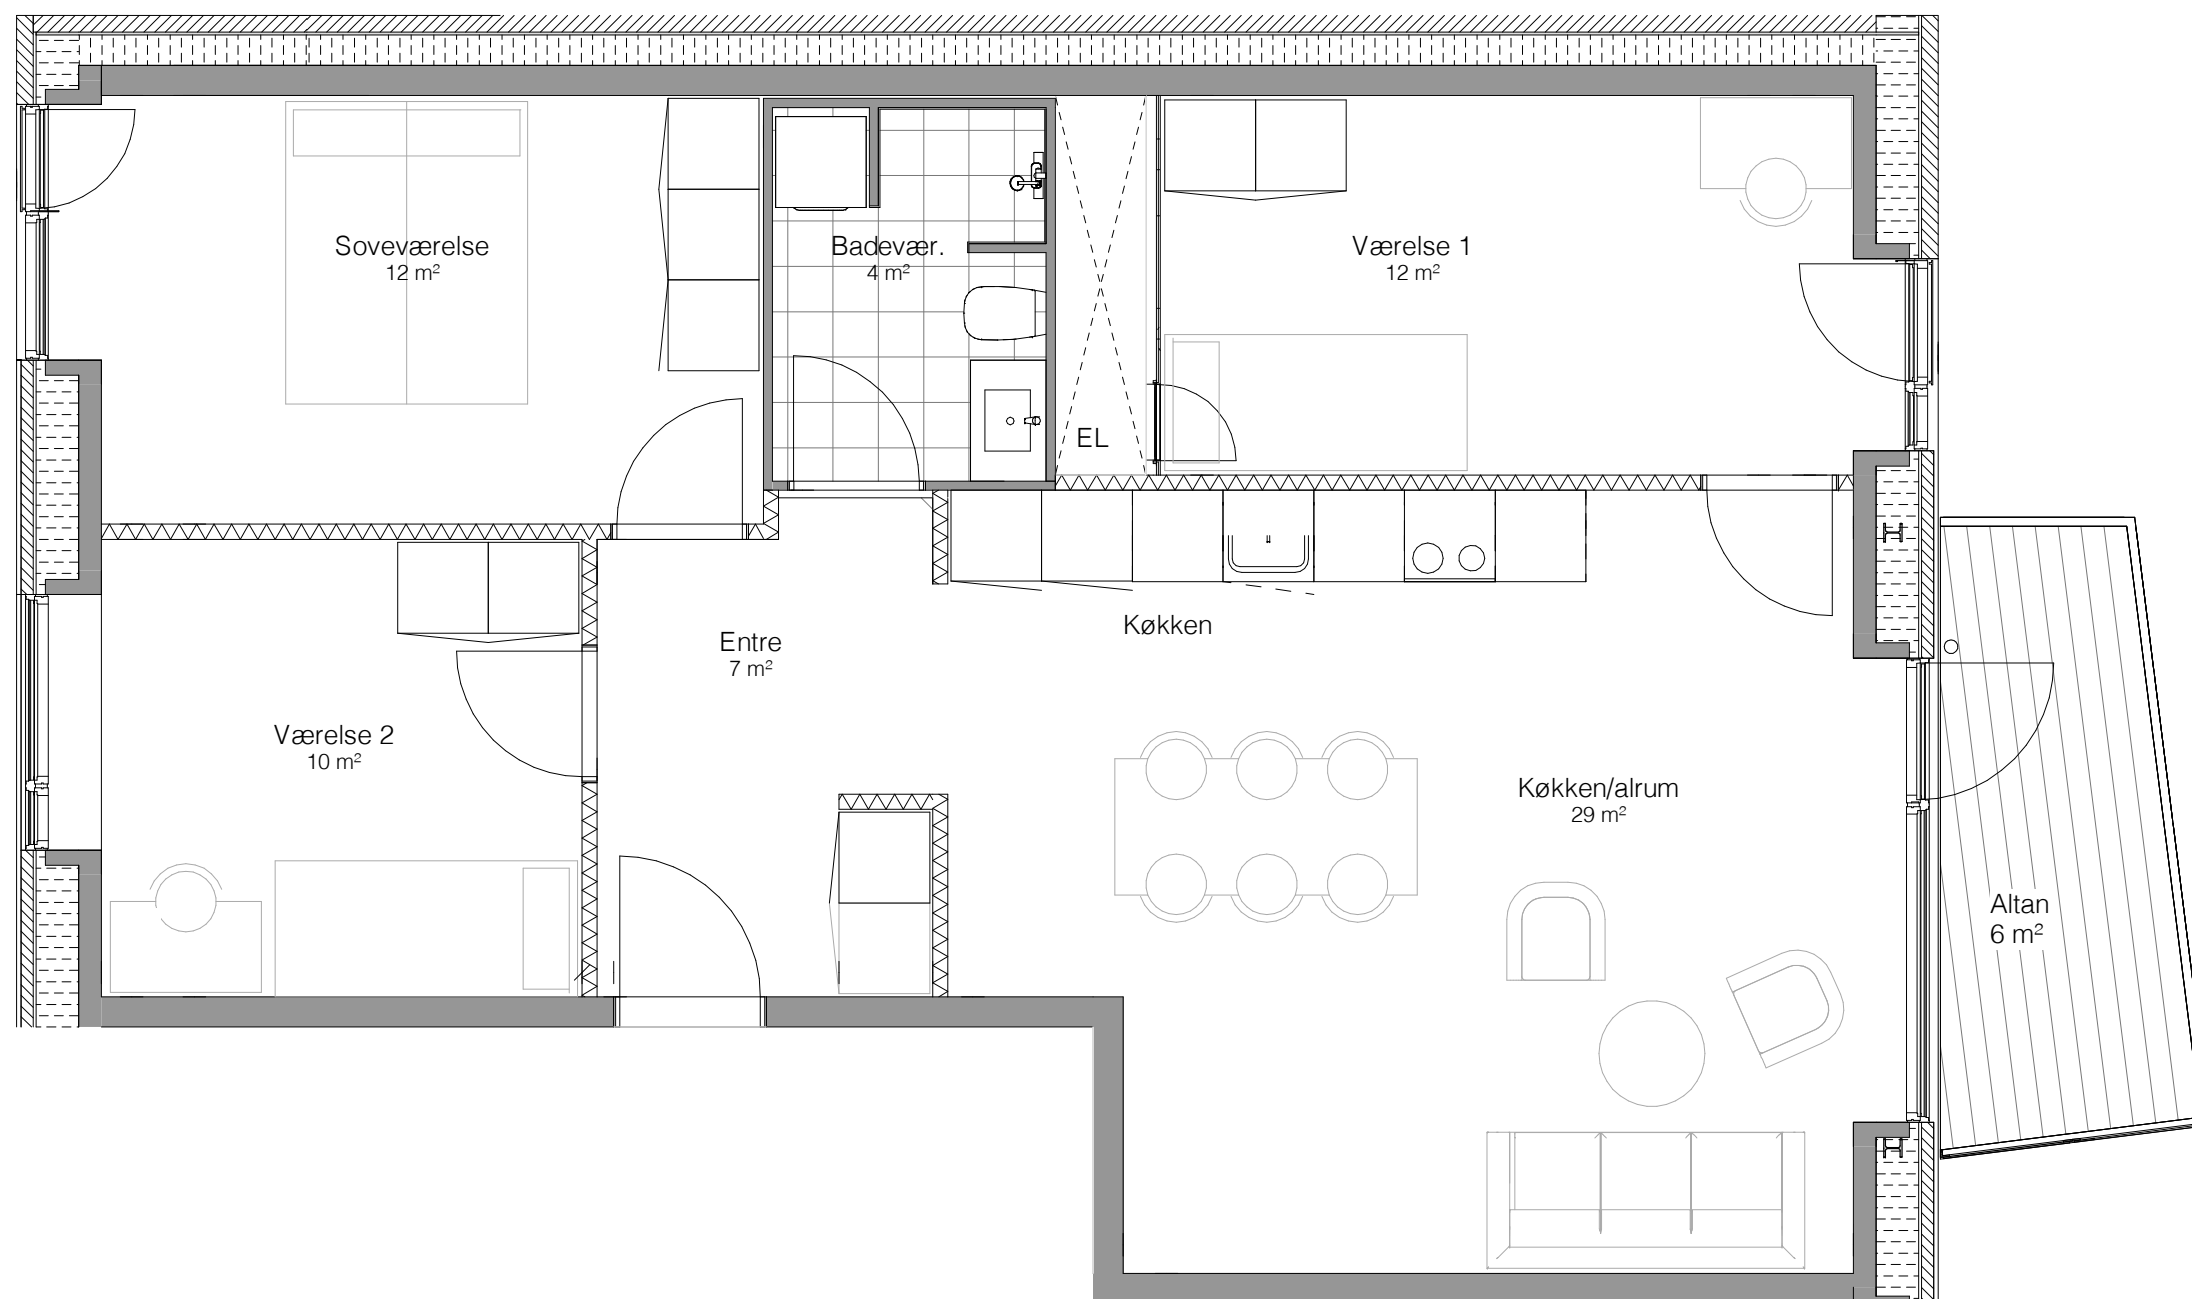 Soveværelse
12 m²
Badevær.
4 m²
Værelse 1
12 m²
EL
Køkken
Entre
7 m²
Værelse 2
10 m²
Køkken/alrum
29 m²
Altan
6 m²